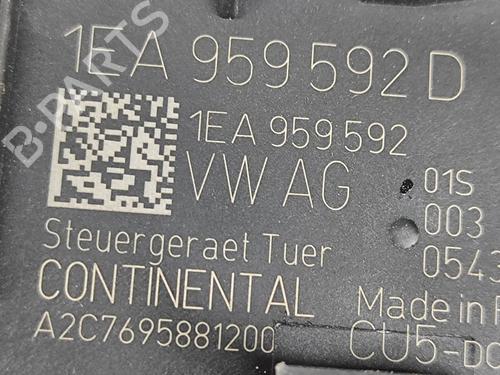 1EA 959 592 D
1EA 959 592
VW AG
01S
003
Steuergeraet Tuer
0543
CONTINENTAL
Made in
A2C7695881200
CU5-DC
B-PARTS